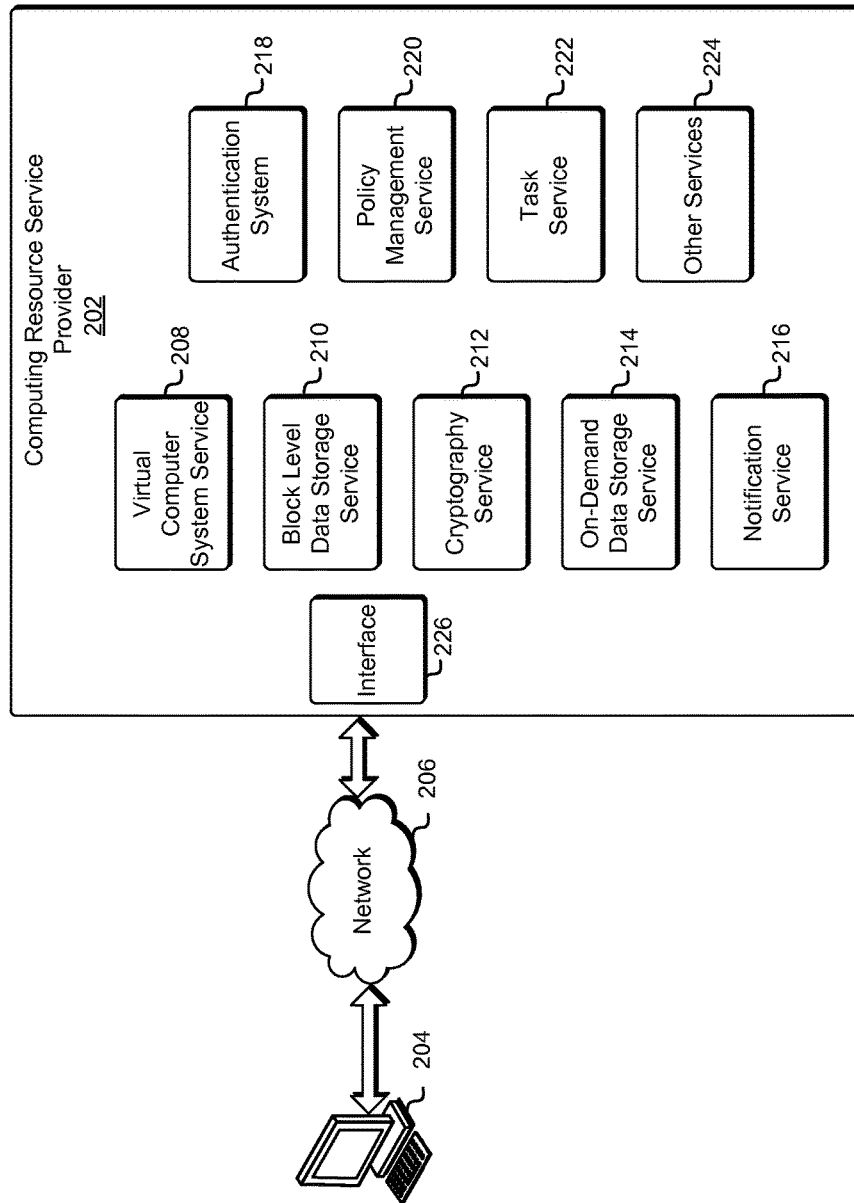 Computing Resource Service
Provider
202
Virtual
Computer
System Service
208
Block Level
Data Storage
Service
210
Cryptography
Service
212
On-Demand
Data Storage
Service
214
Notification
Service
216
Authentication
System
218
Policy
Management
Service
220
Task
Service
222
Other Services
224
Interface
226
Network
206
204